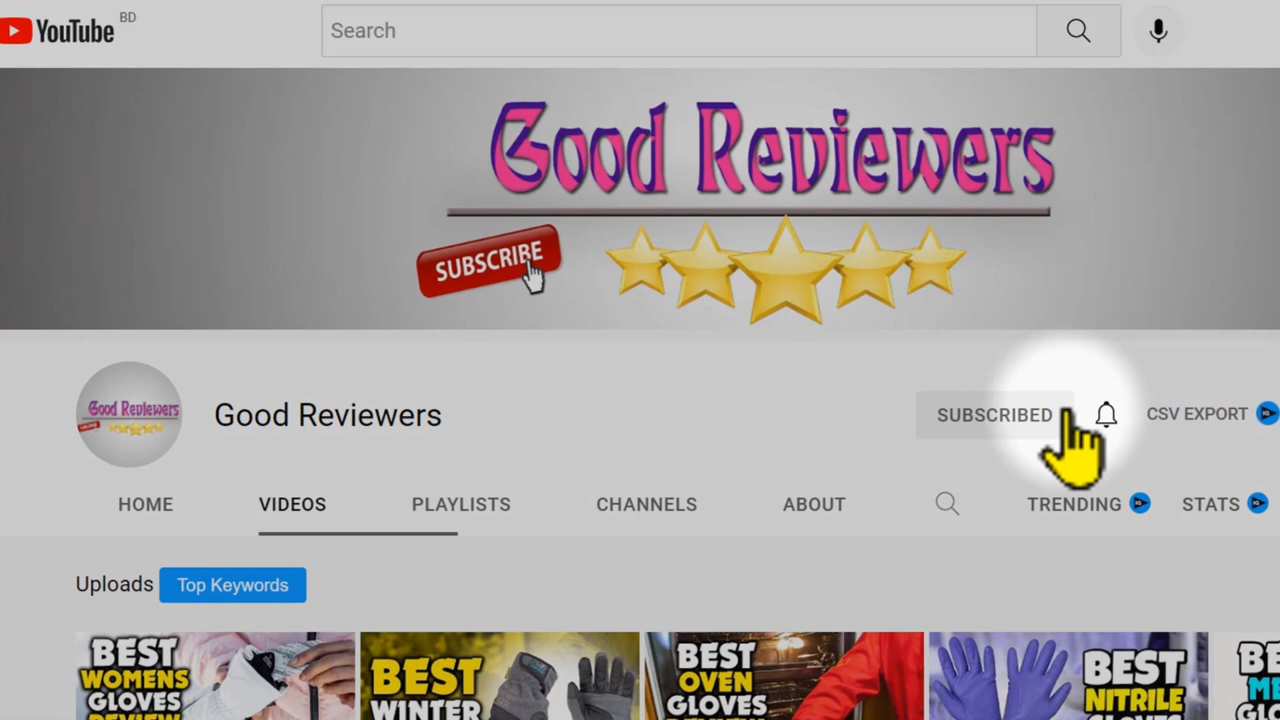 YouTube BD
Search
Good Reviewers
SUBSCRIBE
Good Reviewers
Good Reviewers
SUBSCRIBED
CSV EXPORT
HOME
VIDEOS
PLAYLISTS
CHANNELS
ABOUT
TRENDING
STATS
Uploads
Top Keywords
BEST
WOMENS
GLOVES
REVIEW
BEST
WINTER
BEST
OVEN
GLOVES
BEST
NITRILE